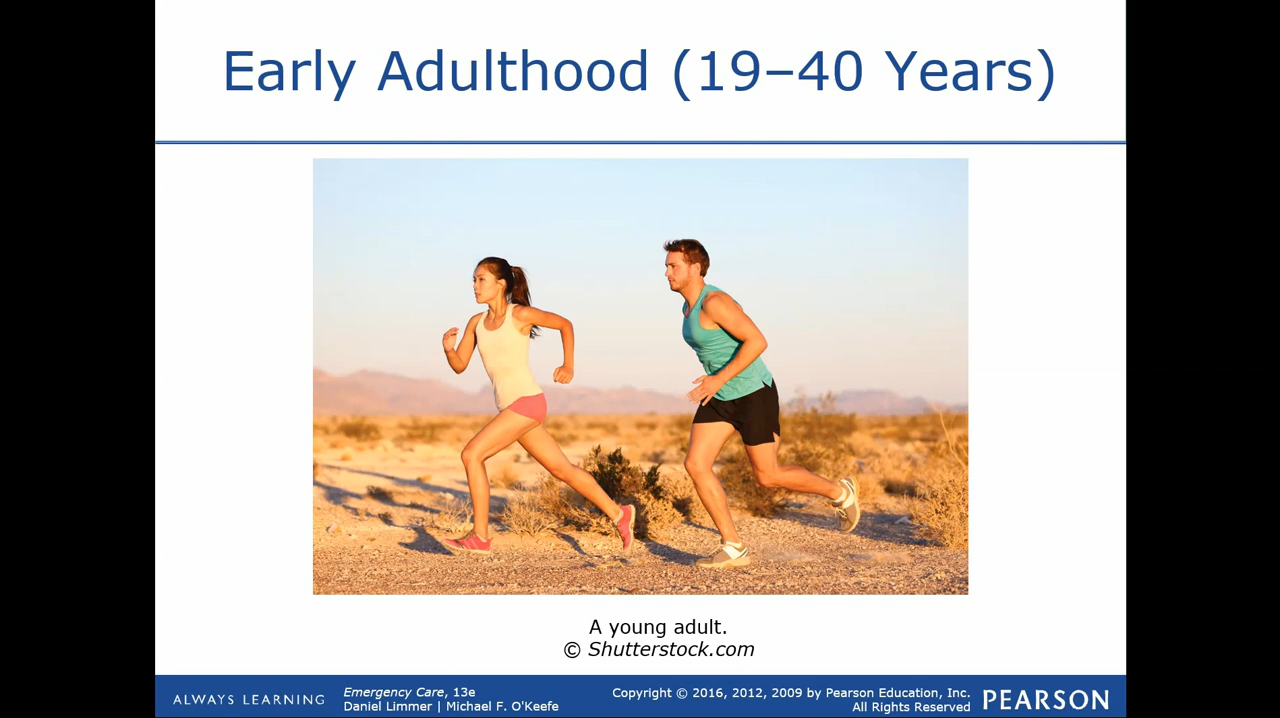 Early Adulthood (19–40 Years)
A young adult.
© Shutterstock.com
ALWAYS LEARNING
Emergency Care, 13e
Daniel Limmer | Michael F. O'Keefe
Copyright © 2016, 2012, 2009 by Pearson Education, Inc.
All Rights Reserved
PEARSON